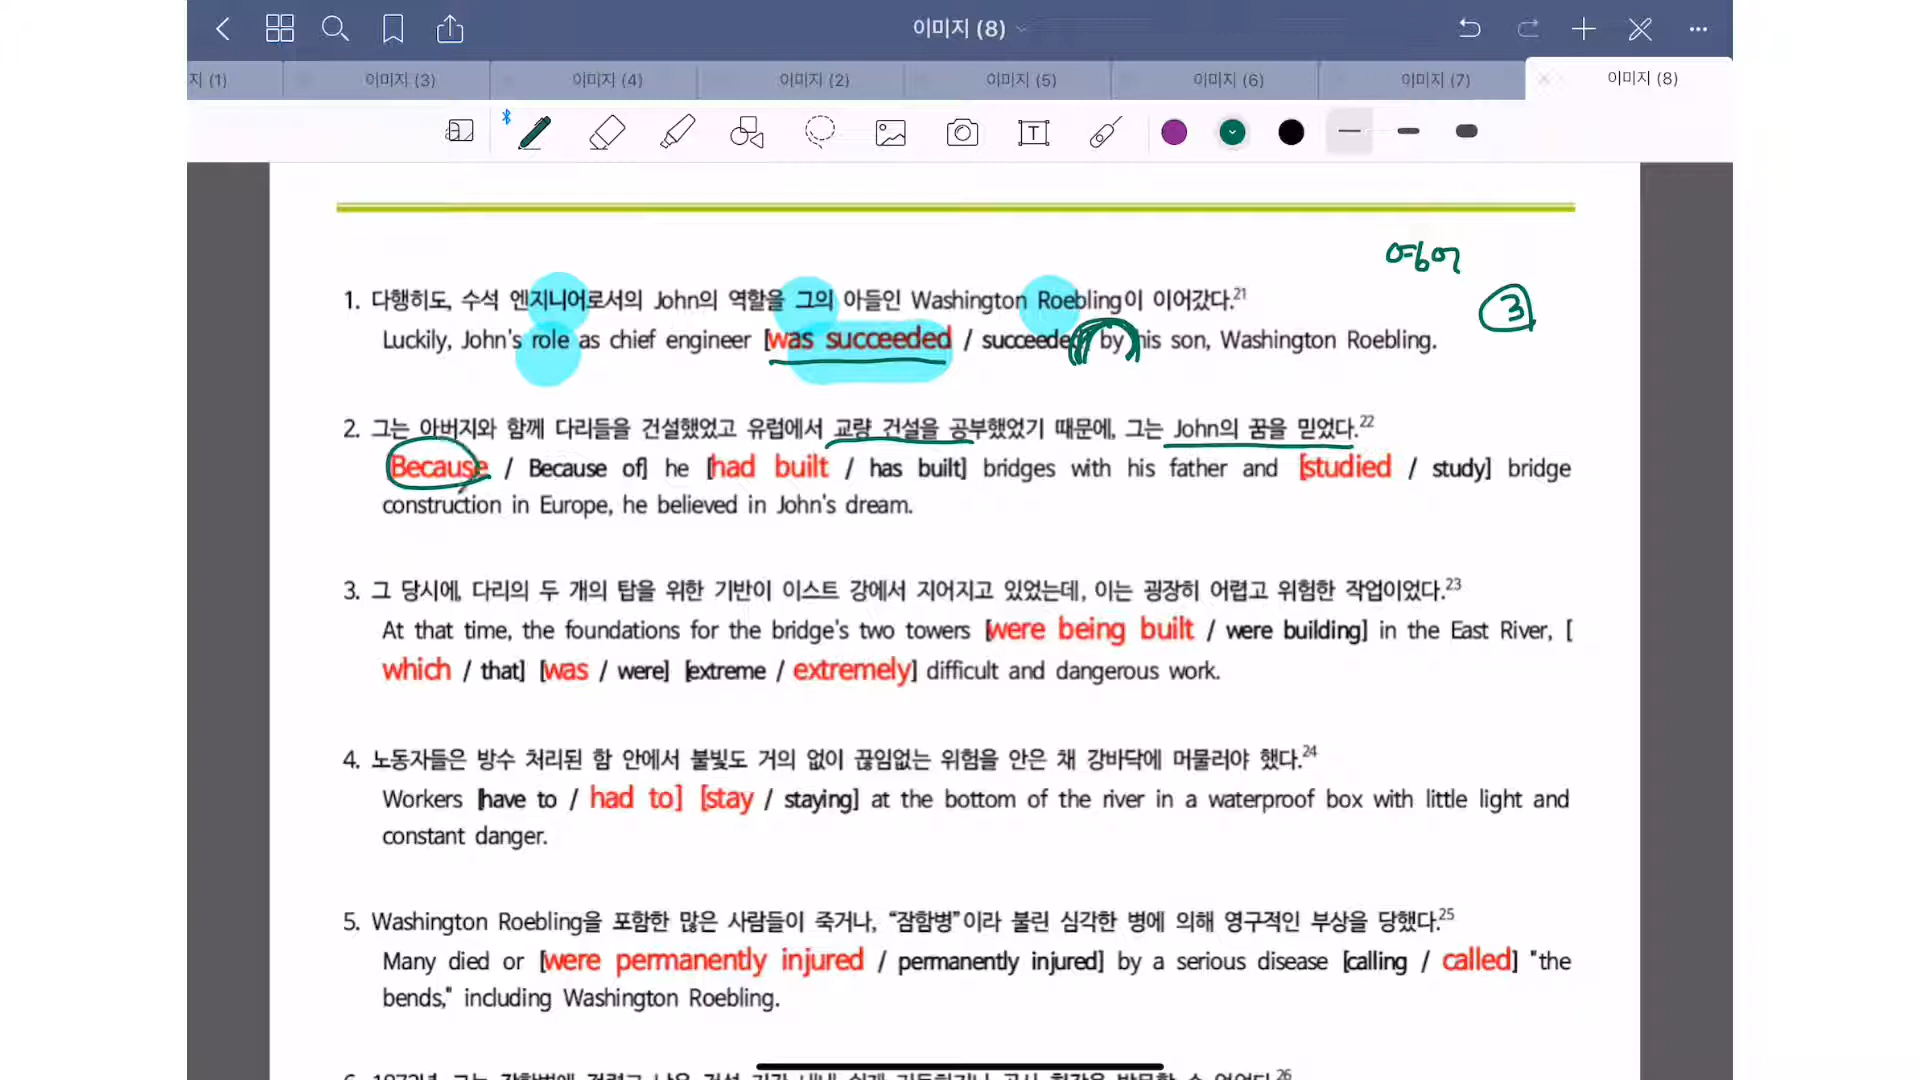 이미지 (8)
지 (1)
이미지 (3)
이미지 (4)
이미지 (2)
이미지 (5)
이미지 (6)
이미지 (7)
이미지 (8)
③
1. 다행히도, 수석 엔지니어로서의 John의 역할을 그의 아들인 Washington Roebling이 이어갔다.21
Luckily, John's role as chief engineer [was succeeded / succeeded] by his son, Washington Roebling.
2. 그는 아버지와 함께 다리들을 건설했었고 유럽에서 교량 건설을 공부했었기 때문에, 그는 John의 꿈을 믿었다.22
Because / Because of] he [had built / has built] bridges with his father and [studied / study] bridge
construction in Europe, he believed in John's dream.
3. 그 당시에, 다리의 두 개의 탑을 위한 기반이 이스트 강에서 지어지고 있었는데, 이는 굉장히 어렵고 위험한 작업이었다.23
At that time, the foundations for the bridge's two towers [were being built / were building] in the East River, [
which / that] [was / were] [extreme / extremely] difficult and dangerous work.
4. 노동자들은 방수 처리된 함 안에서 불빛도 거의 없이 끊임없는 위험을 안은 채 강바닥에 머물러야 했다.24
Workers [have to / had to] [stay / staying] at the bottom of the river in a waterproof box with little light and
constant danger.
5. Washington Roebling을 포함한 많은 사람들이 죽거나, “잠함병”이라 불린 심각한 병에 의해 영구적인 부상을 당했다.25
Many died or [were permanently injured / permanently injured] by a serious disease [calling / called] "the
bends," including Washington Roebling.